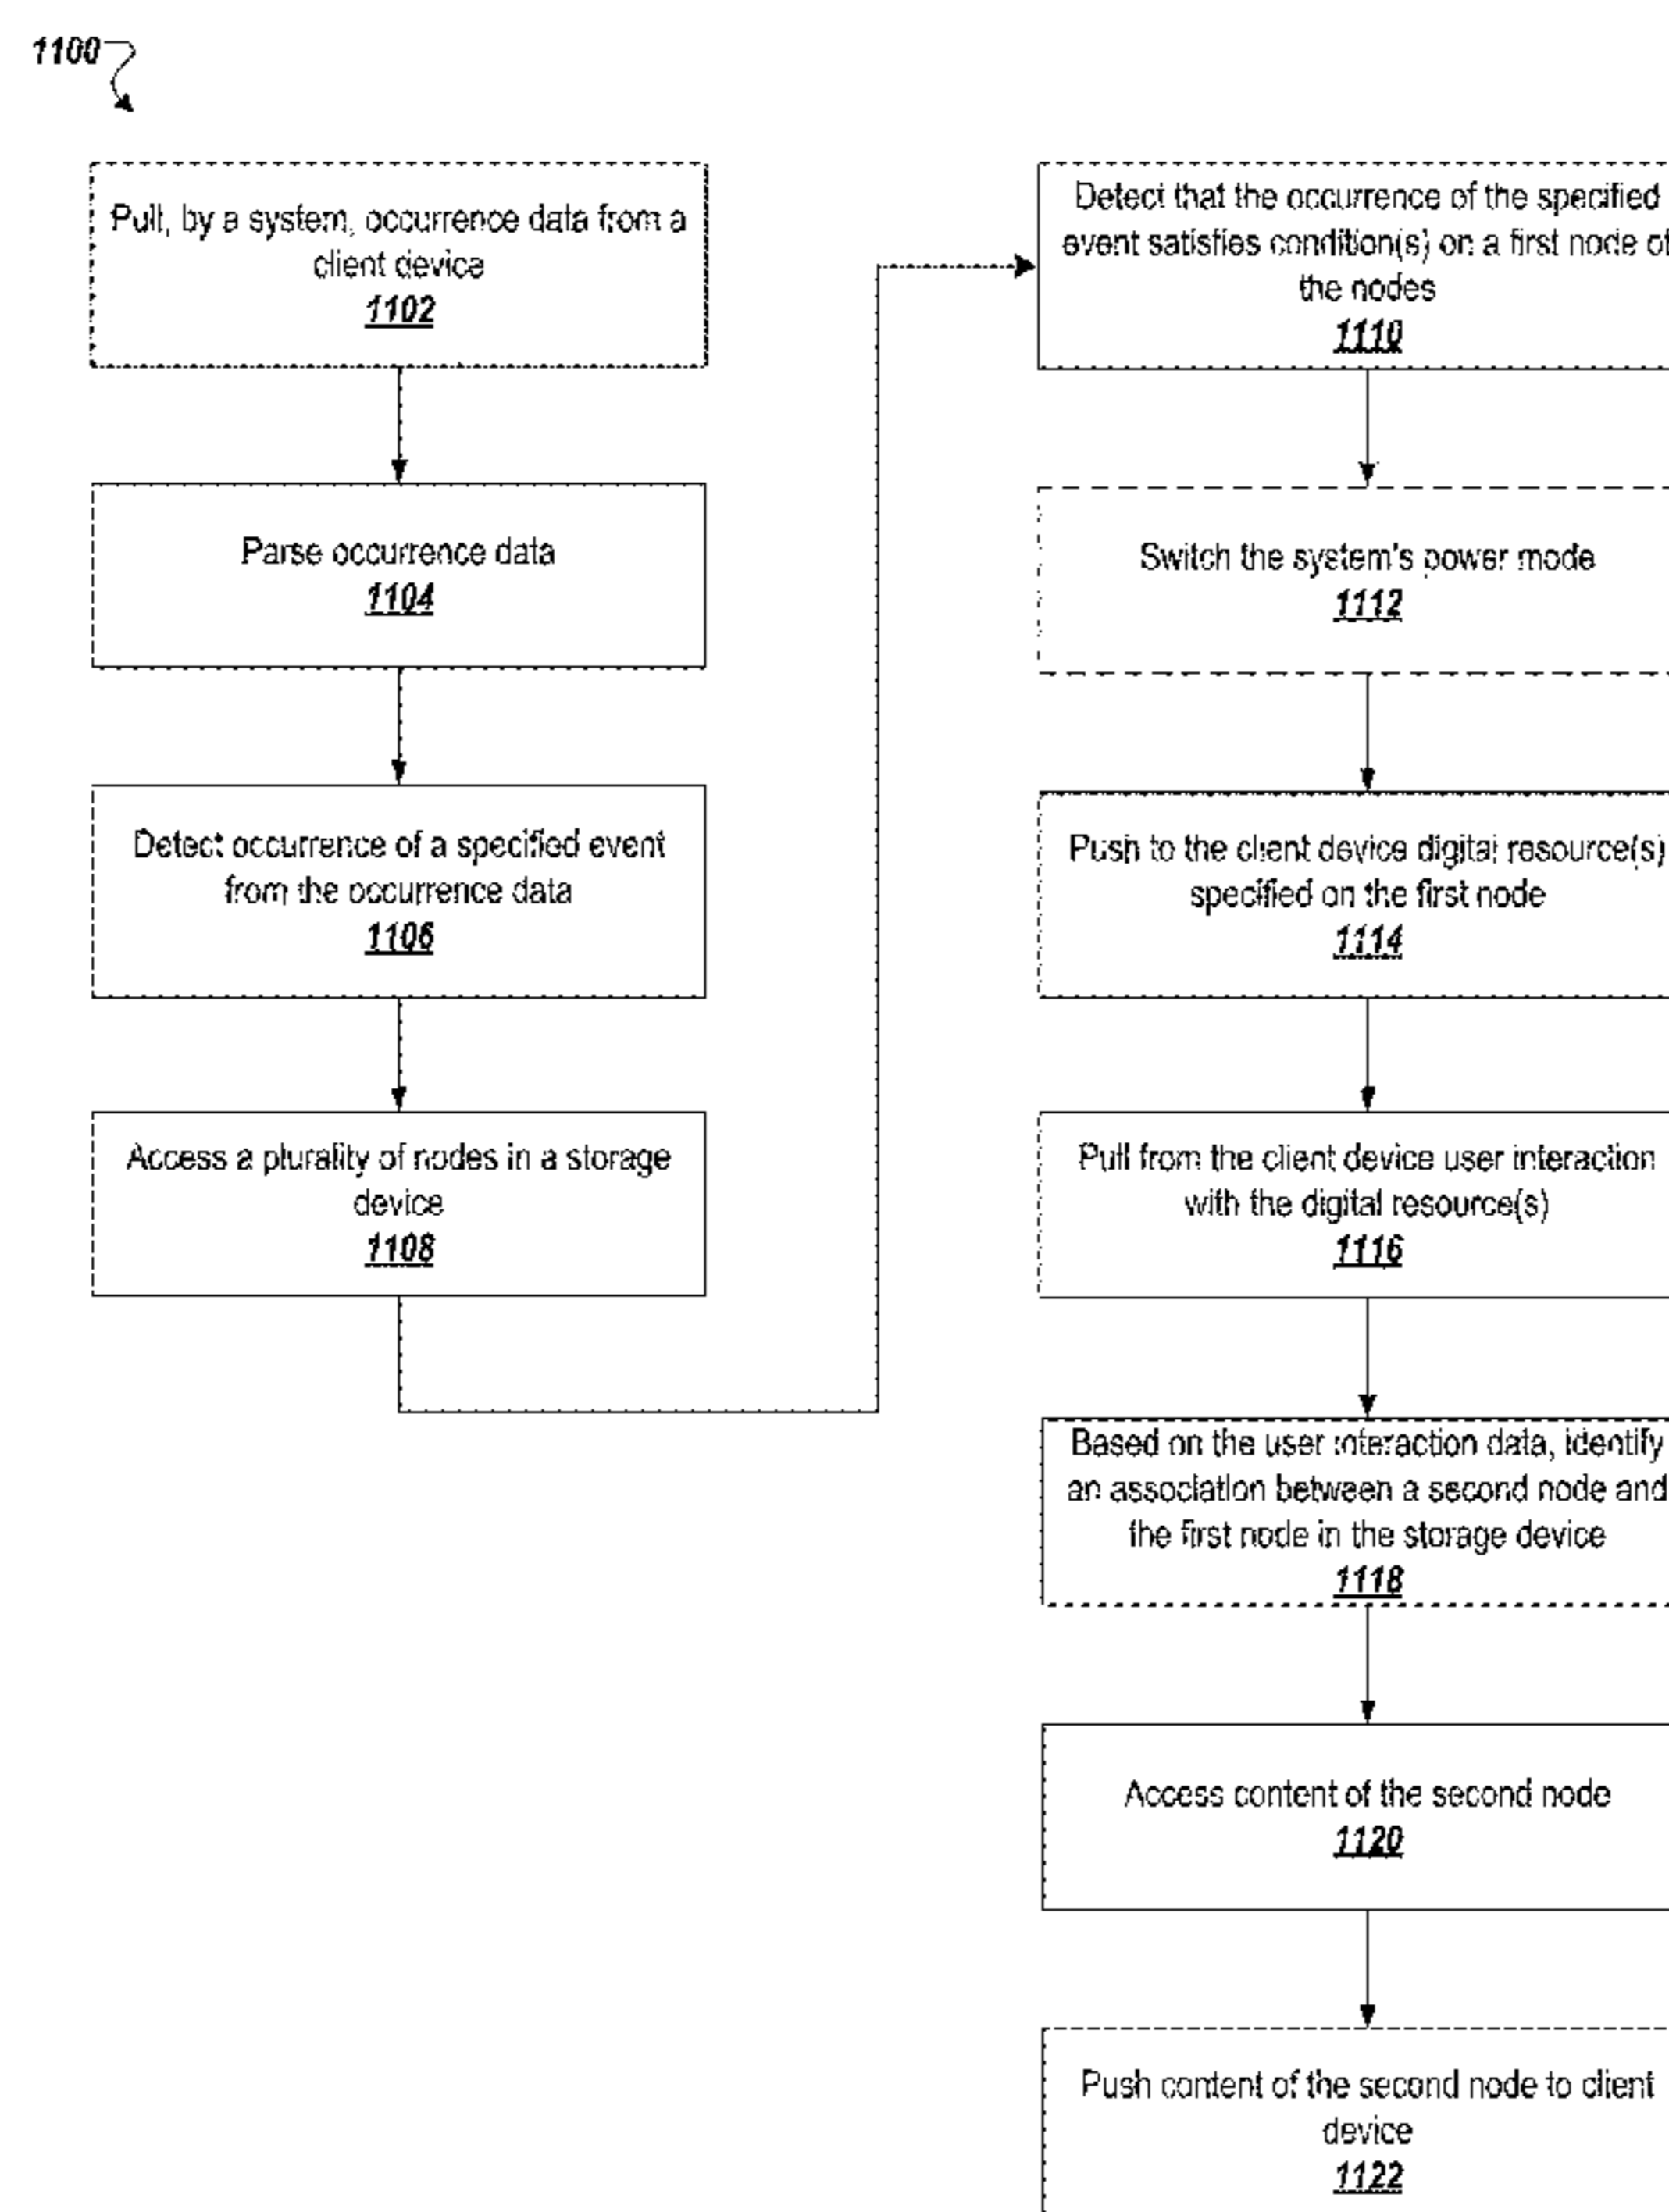 1100
Pull, by a system, occurrence data from a
client device
1102
Parse occurrence data
1104
Detect occurrence of a specified event
from the occurrence data
1106
Access a plurality of nodes in a storage
device
1108
Detect that the occurrence of the specified
event satisfies condition(s) on a first node of
the nodes
1110
Switch the system's power mode
1112
Push to the client device digital resource(s)
specified on the first node
1114
Pull from the client device user interaction
with the digital resource(s)
1116
Based on the user interaction data, identify
an association between a second node and
the first node in the storage device
1118
Access content of the second node
1120
Push content of the second node to client
device
1122